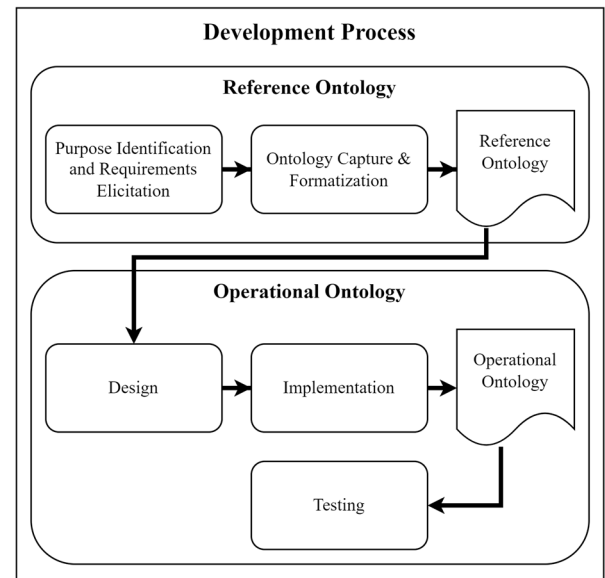 Development Process
Reference Ontology
Purpose Identification
and Requirements
Elicitation
Ontology Capture &
Formatization
Reference
Ontology
Operational Ontology
Design
Implementation
Operational
Ontology
Testing